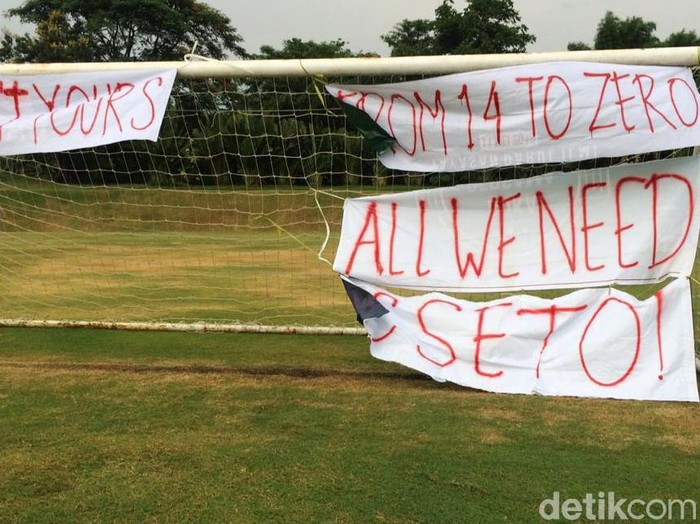 YOURS
FROM 14 TO ZERO
ALL WE NEED
C SETO!
detikcom